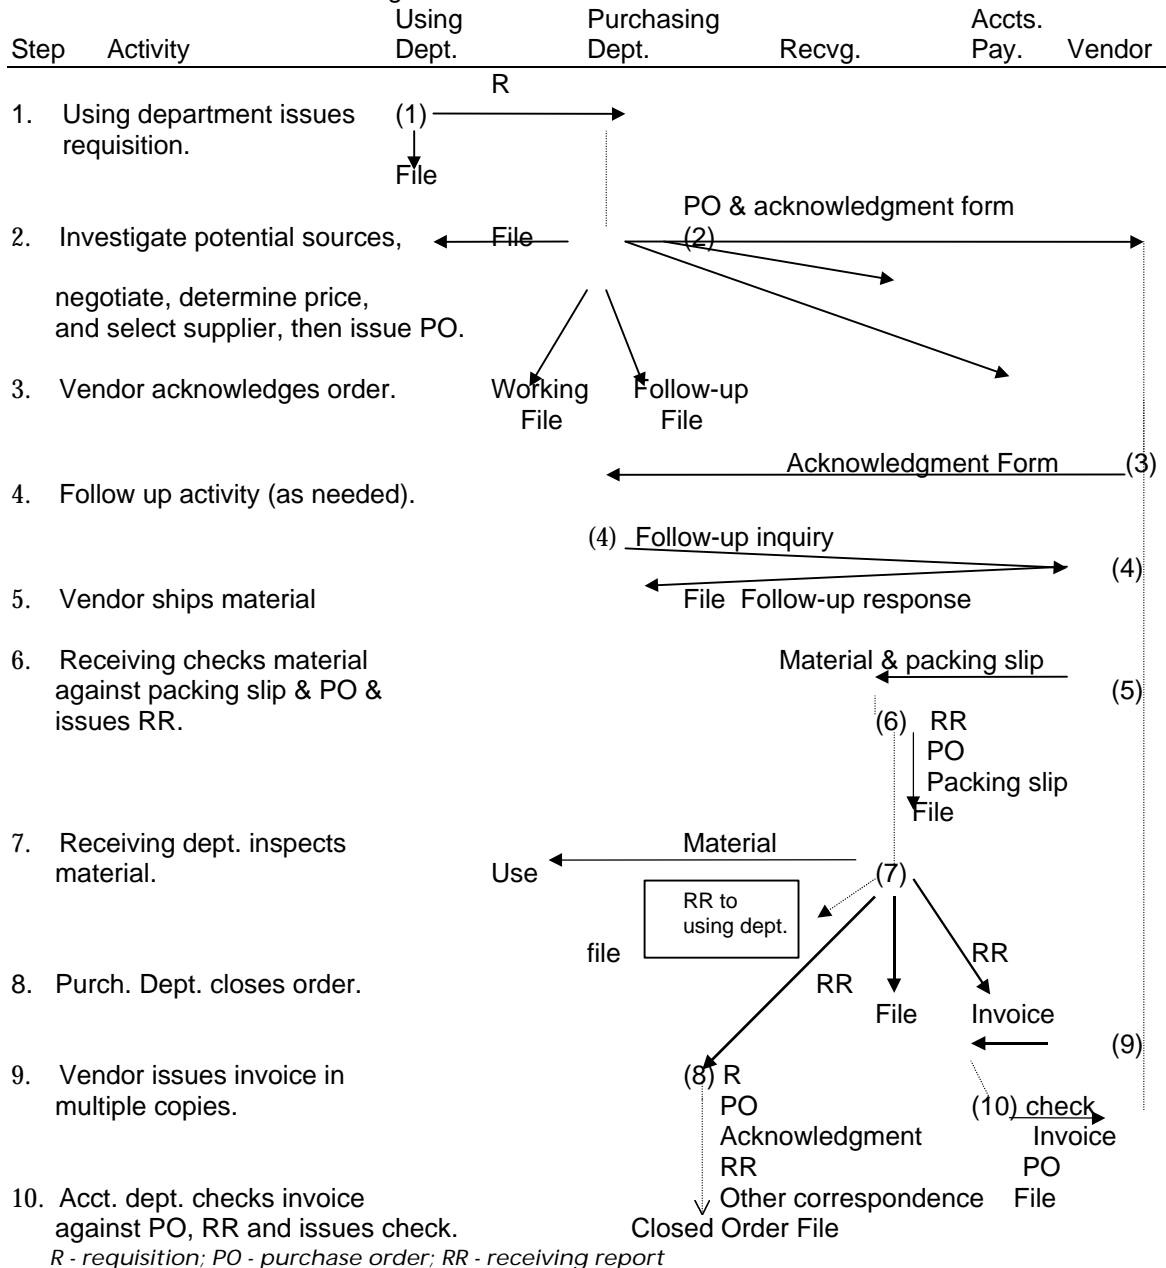 Using Purchasing Accts.
Step Activity Dept. Dept. Recvg. Pay. Vendor
R
1. Using department issues (1)
requisition.
File
PO & acknowledgment form
2. Investigate potential sources, File (2)
negotiate, determine price,
and select supplier, then issue PO.
3. Vendor acknowledges order. Working Follow-up
File File
Acknowledgment Form (3)
4. Follow up activity (as needed).
(4) Follow-up inquiry
(4)
5. Vendor ships material File Follow-up response
6. Receiving checks material Material & packing slip
against packing slip & PO & (5)
issues RR. (6) RR
PO
Packing slip
File
7. Receiving dept. inspects Material
material. Use (7)
RR to
using dept.
file RR
8. Purch. Dept. closes order. RR
File Invoice
(9)
9. Vendor issues invoice in (8) R
multiple copies. PO (10) check
Acknowledgment Invoice
RR PO
10. Acct. dept. checks invoice Other correspondence File
against PO, RR and issues check. Closed Order File
R - requisition; PO - purchase order; RR - receiving report